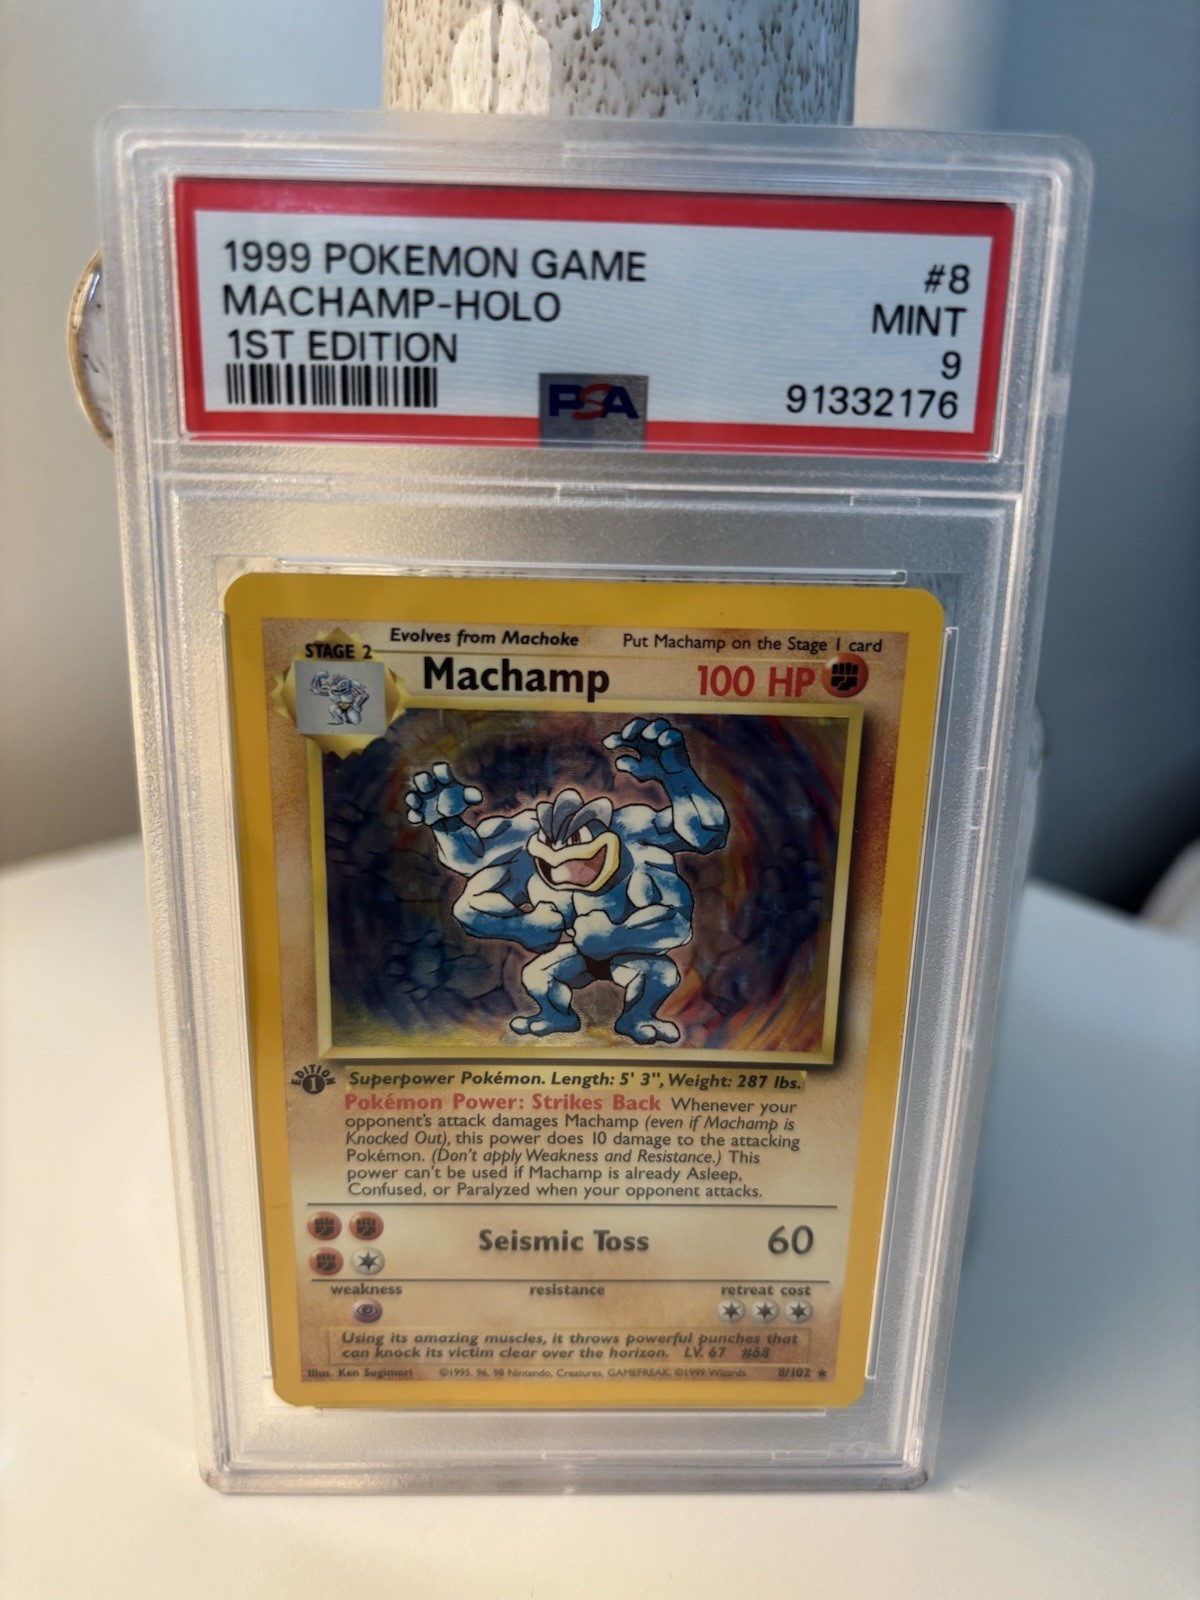 1999 POKEMON GAME
#8
MACHAMP-HOLO
MINT
1ST EDITION
9
PSA
91332176
Evolves from Machoke
Put Machamp on the Stage 1 card
STAGE 2
Machamp
100 HP
EDITION
1
Superpower Pokémon. Length: 5' 3", Weight: 287 lbs.
Pokémon Power: Strikes Back Whenever your
opponent's attack damages Machamp (even if Machamp is
Knocked Out), this power does 10 damage to the attacking
Pokémon. (Don't apply Weakness and Resistance.) This
power can't be used if Machamp is already Asleep,
Confused, or Paralyzed when your opponent attacks.
Seismic Toss
60
weakness
resistance
retreat cost
Using its amazing muscles, it throws powerful punches that
can knock its victim clear over the horizon. LV. 67 #68
Illus. Ken Sugimori
©1995, 96, 98 Nintendo, Creatures, GAMEFREAK. ©1999 Wizards.
8/102